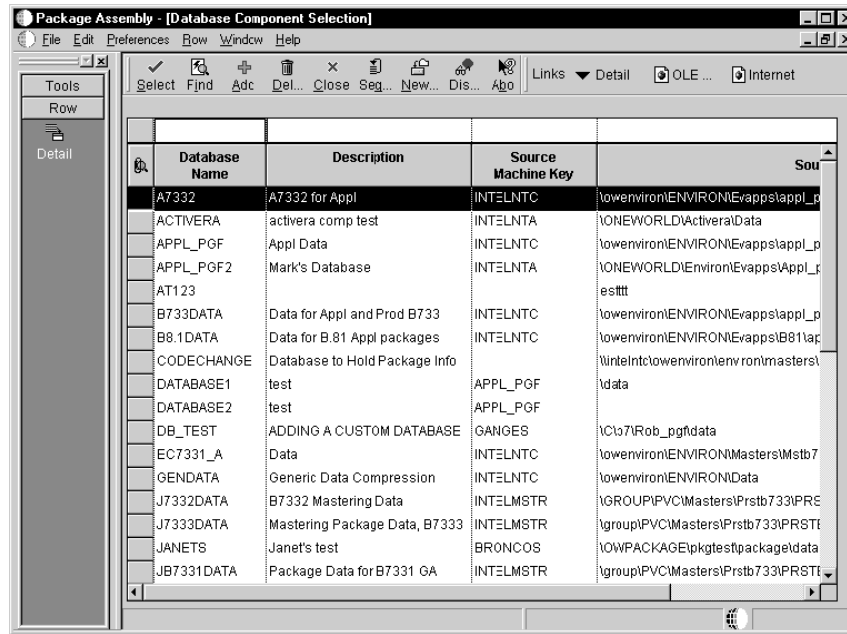 Package Assembly - [Database Component Selection]
File Edit Preferences Row Window Help
Select Find Add Del... Close Seq... New... Dis... Abo Links Detail OLE ... Internet
Tools
Row
Detail
Database Name Description Source Machine Key Sou
A7332 A7332 for Appl INTELNTC \owenviron\ENVIRON\Evapps\appl_p
ACTIVERA activera comp test INTELNTA \ONEWORLD\Activera\Data
APPL_PGF Appl Data INTELNTC \owenviron\ENVIRON\Evapps\appl_p
APPL_PGF2 Mark's Database INTELNTA \ONEWORLD\Environ\Evapps\Appl_p
AT123 estttt
B733DATA Data for Appl and Prod B733 INTELNTC \owenviron\ENVIRON\Evapps\appl_p
B8.1DATA Data for B.81 Appl packages INTELNTC \owenviron\ENVIRON\Evapps\B81\ap
CODECHANGE Database to Hold Package Info \\intelntc\owenviron\environ\masters\
DATABASE1 test APPL_PGF \data
DATABASE2 test APPL_PGF
DB_TEST ADDING A CUSTOM DATABASE GANGES \C\b7\Rob_pgf\data
EC7331_A Data INTELNTC \owenviron\ENVIRON\Masters\Mstb7
GENDATA Generic Data Compression INTELNTC \owenviron\ENVIRON\Data
J7332DATA B7332 Mastering Data INTELMSTR \GROUP\PVC\Masters\Prstb733\PRS
J7333DATA Mastering Package Data, B7333 INTELMSTR \group\PVC\Masters\Prstb733\PRST
JANETS Janet's test BRONCOS \OWPACKAGE\pkgtest\package\data
JB7331DATA Package Data for B7331 GA INTELMSTR \group\PVC\Masters\Prstb733\PRST